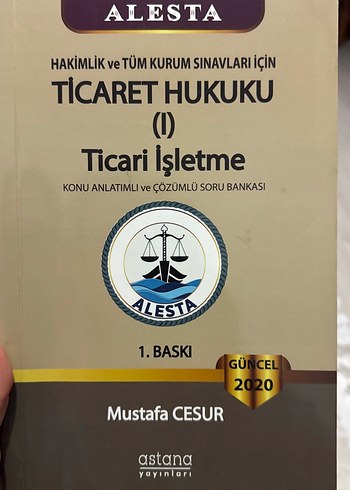 ALESTA
HAKİMLİK ve TÜM KURUM SINAVLARI İÇİN
TİCARET HUKUKU
(I)
Ticari İşletme
KONU ANLATIMLI ve ÇÖZÜMLÜ SORU BANKASI
ALESTA
1. BASKI
GÜNCEL
2020
Mustafa CESUR
astana
yayınları